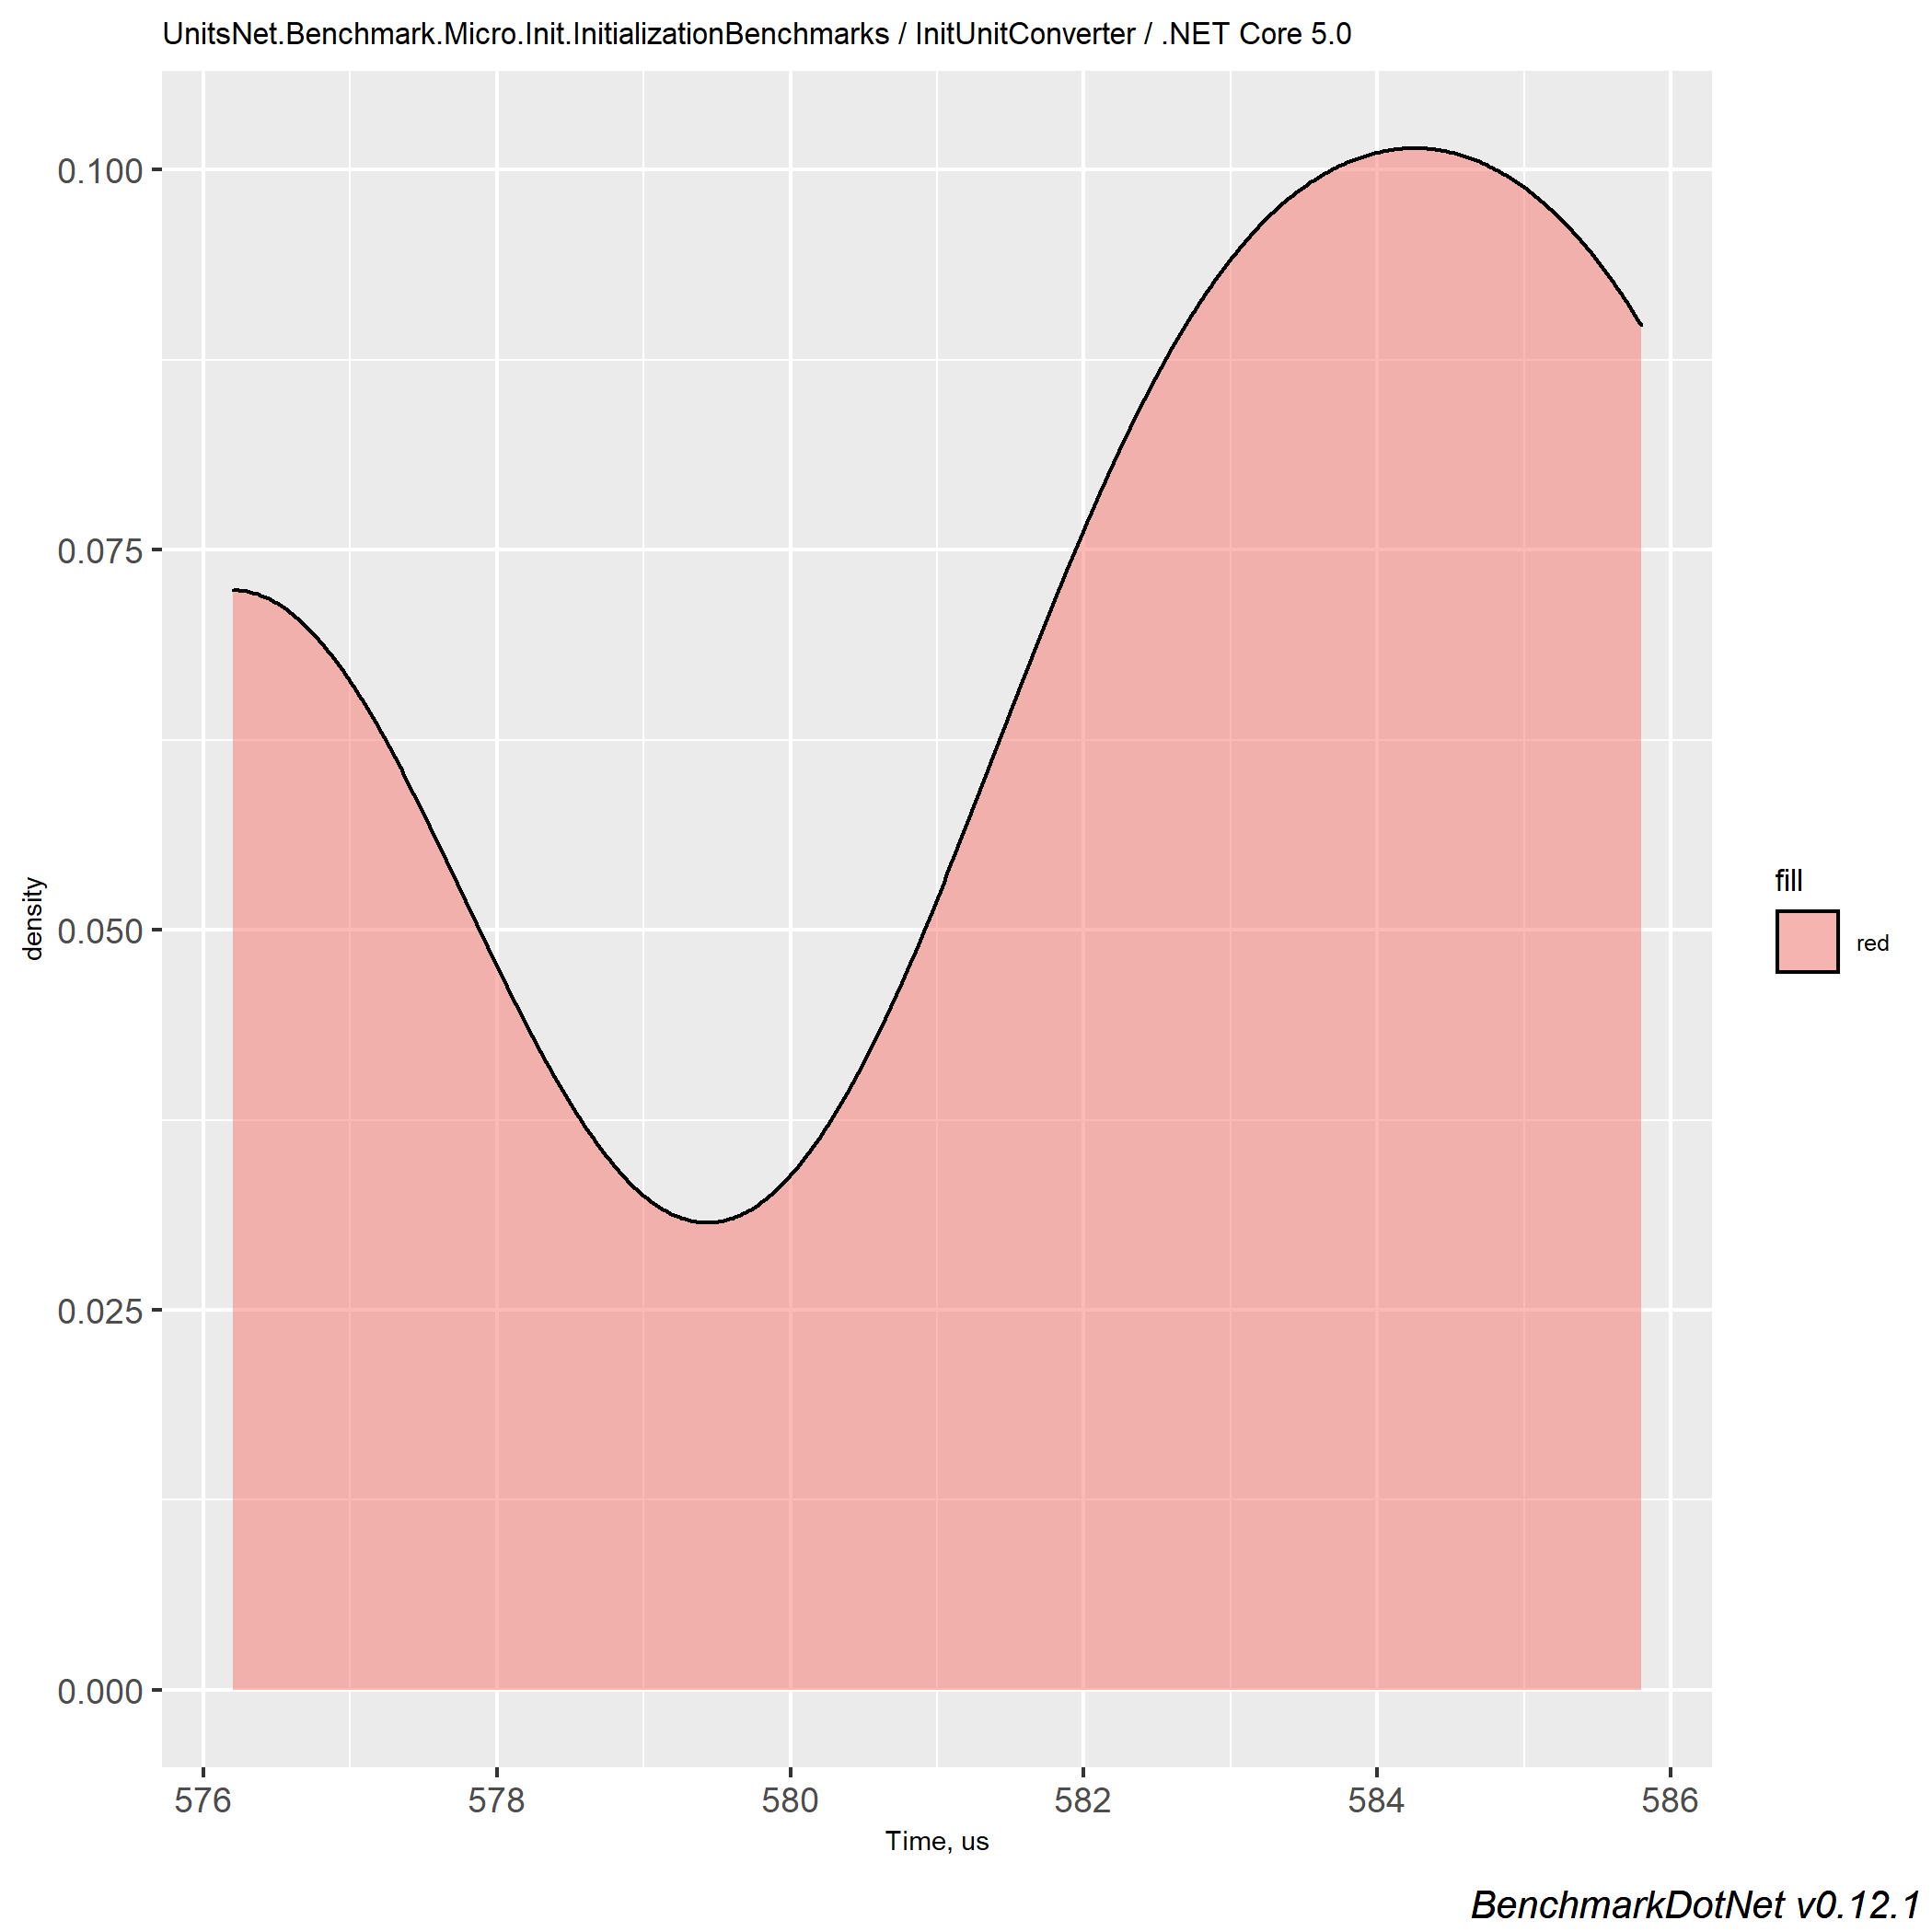 UnitsNet.Benchmark.Micro.Init.InitializationBenchmarks / InitUnitConverter / .NET Core 5.0
0.100
0.075
0.050
0.025
0.000
density
576 578 580 582 584 586
Time, us
fill
red
BenchmarkDotNet v0.12.1